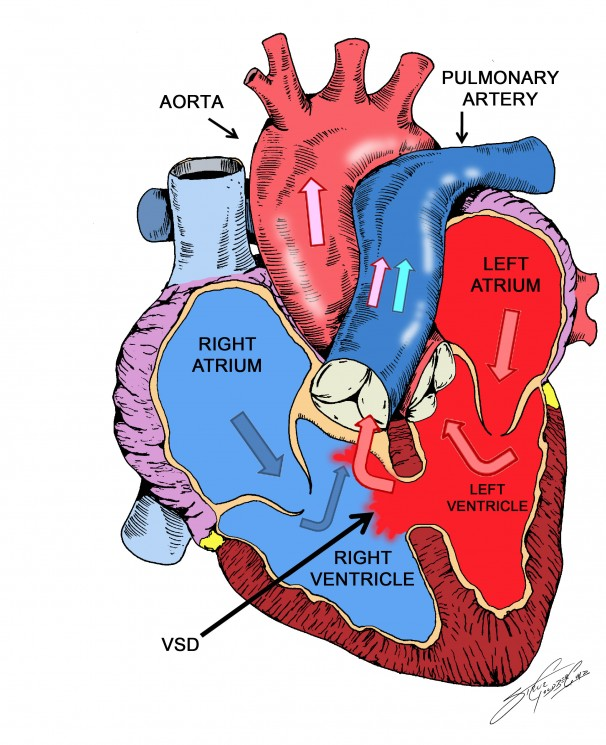 PULMONARY
ARTERY
AORTA
LEFT
ATRIUM
RIGHT
ATRIUM
LEFT
VENTRICLE
RIGHT
VENTRICLE
VSD